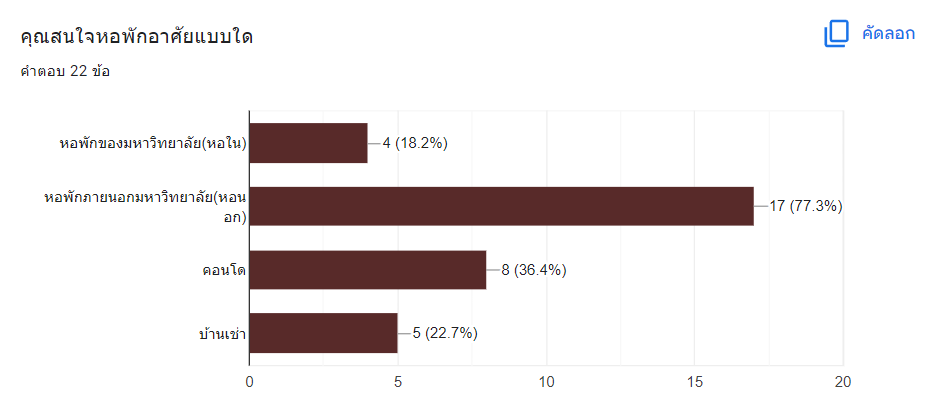 คุณสนใจหอพักอาศัยแบบใด
คัดลอก
คำตอบ 22 ข้อ
หอพักของมหาวิทยาลัย(หอใน)
4 (18.2%)
หอพักภายนอกมหาวิทยาลัย(หอน
อก)
17 (77.3%)
คอนโด
8 (36.4%)
บ้านเช่า
5 (22.7%)
0 5 10 15 20